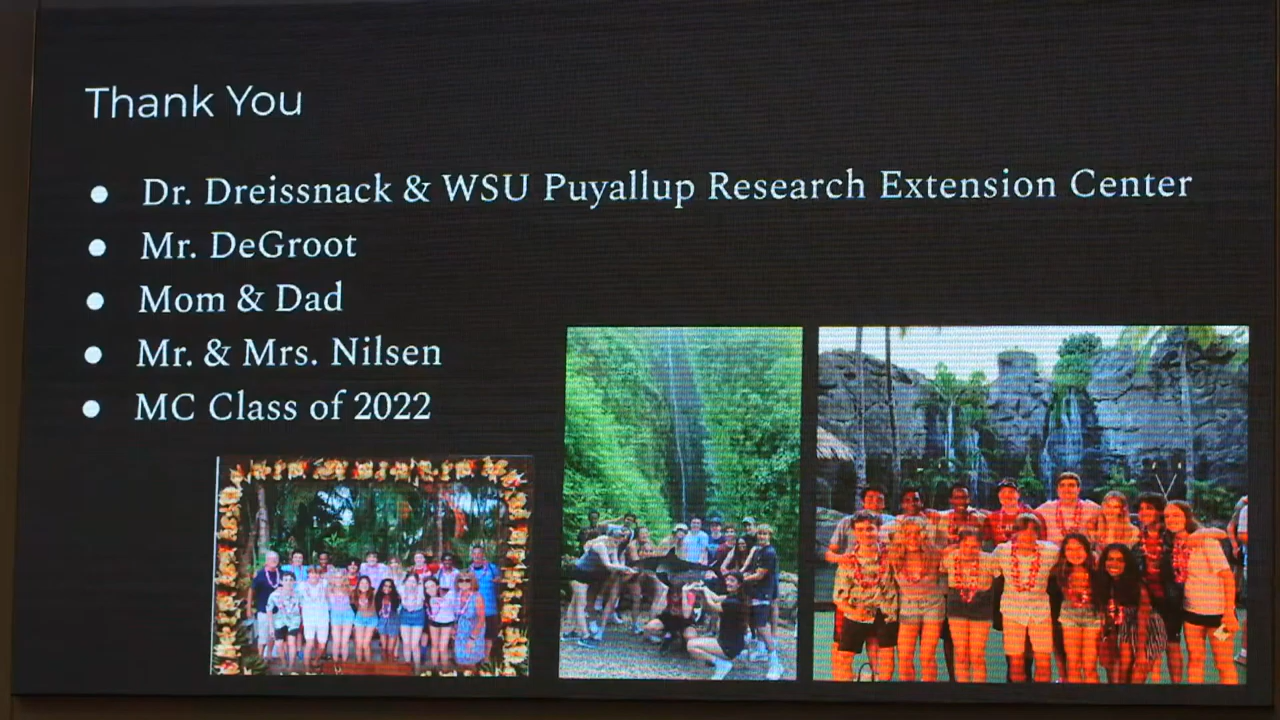 Thank You
● Dr. Dreissnack & WSU Puyallup Research Extension Center
● Mr. DeGroot
● Mom & Dad
● Mr. & Mrs. Nilsen
● MC Class of 2022